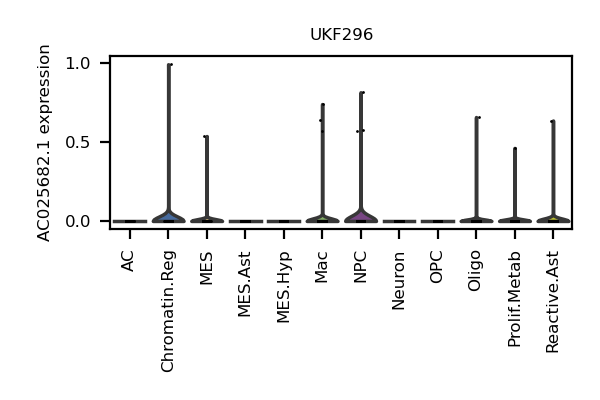 UKF296
AC025682.1 expression
1.0
0.5
0.0
AC
Chromatin.Reg
MES
MES.Ast
MES.Hyp
Mac
NPC
Neuron
OPC
Oligo
Prolif.Metab
Reactive.Ast